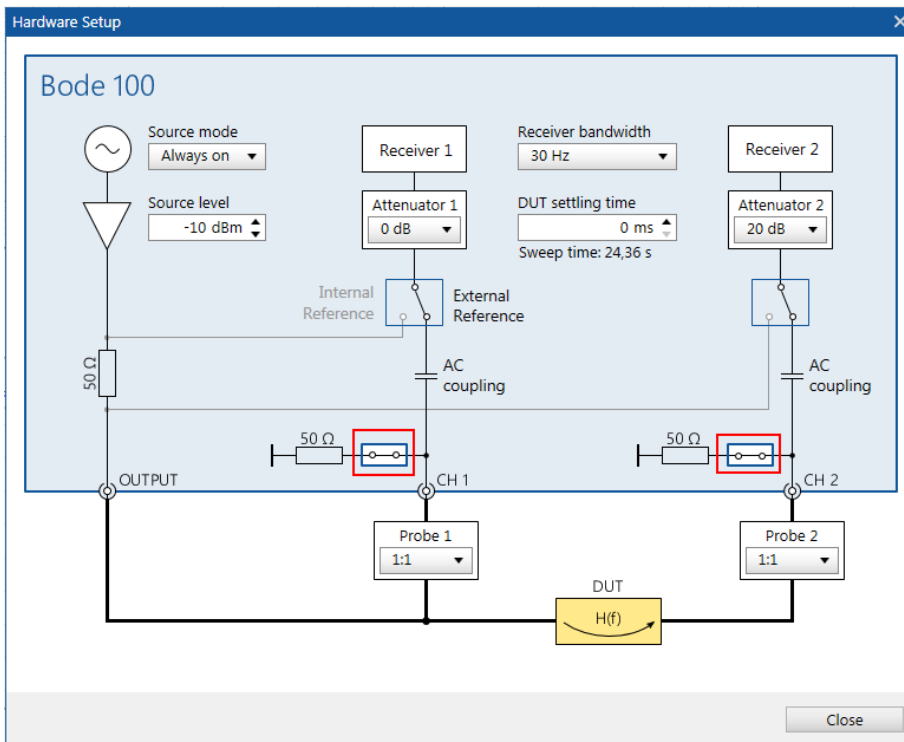 Hardware Setup
Bode 100
Source mode
Always on
Source level
-10 dBm
Receiver 1
Attenuator 1
0 dB
Receiver bandwidth
30 Hz
DUT settling time
0 ms
Sweep time: 24,36 s
Receiver 2
Attenuator 2
20 dB
Internal
Reference
External
Reference
50 Ω
AC
coupling
AC
coupling
50 Ω
50 Ω
OUTPUT
CH 1
CH 2
Probe 1
1:1
Probe 2
1:1
DUT
H(f)
Close